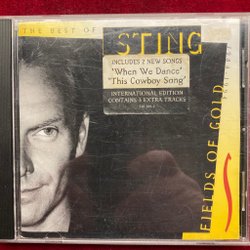 THE BEST OF
STING
INCLUDES 2 NEW SONGS
"When We Dance"
"This Cowboy Song"
INTERNATIONAL EDITION
CONTAINS 3 EXTRA TRACKS
FIELDS OF GOLD